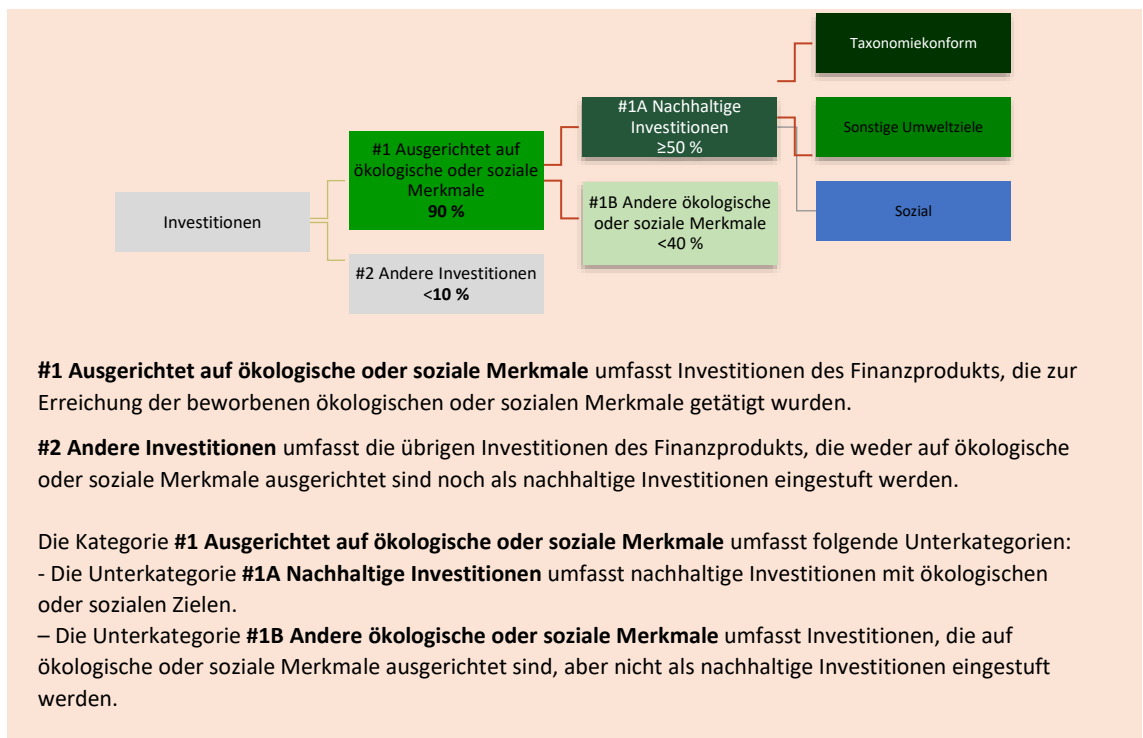 Investitionen
#1 Ausgerichtet auf
ökologische oder soziale
Merkmale
90 %
#2 Andere Investitionen
<10 %
#1A Nachhaltige
Investitionen
≥50 %
#1B Andere ökologische
oder soziale Merkmale
<40 %
Taxonomiekonform
Sonstige Umweltziele
Sozial
#1 Ausgerichtet auf ökologische oder soziale Merkmale umfasst Investitionen des Finanzprodukts, die zur
Erreichung der beworbenen ökologischen oder sozialen Merkmale getätigt wurden.
#2 Andere Investitionen umfasst die übrigen Investitionen des Finanzprodukts, die weder auf ökologische
oder soziale Merkmale ausgerichtet sind noch als nachhaltige Investitionen eingestuft werden.
Die Kategorie #1 Ausgerichtet auf ökologische oder soziale Merkmale umfasst folgende Unterkategorien:
- Die Unterkategorie #1A Nachhaltige Investitionen umfasst nachhaltige Investitionen mit ökologischen
oder sozialen Zielen.
– Die Unterkategorie #1B Andere ökologische oder soziale Merkmale umfasst Investitionen, die auf
ökologische oder soziale Merkmale ausgerichtet sind, aber nicht als nachhaltige Investitionen eingestuft
werden.